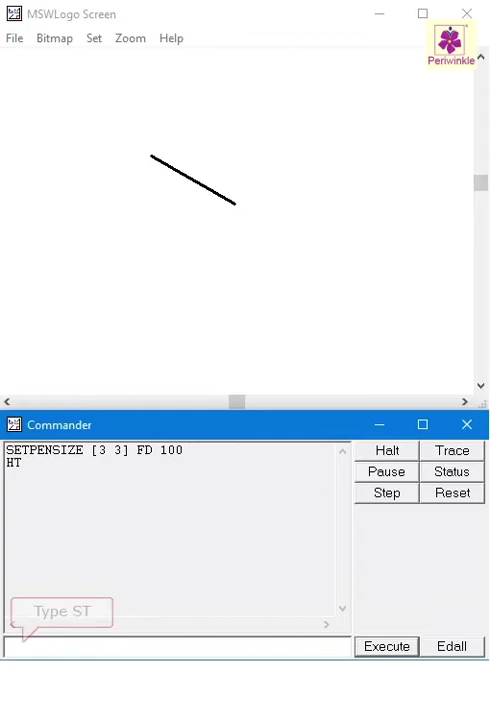 MSWLogo Screen
File Bitmap Set Zoom Help
Periwinkle
Commander
SETPENSIZE [3 3] FD 100
HT
Halt Trace
Pause Status
Step Reset
Type ST
Execute Edall